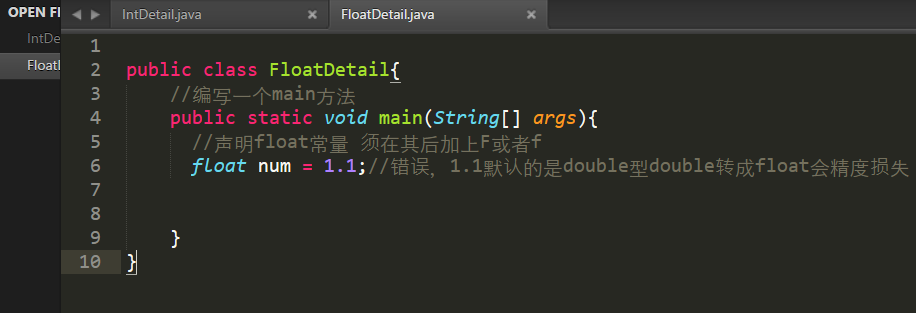 OPEN FI
IntDe
Float
IntDetail.java ×
FloatDetail.java ×
1
2 public class FloatDetail{
3 //编写一个main方法
4 public static void main(String[] args){
5 //声明float常量 须在其后加上F或者f
6 float num = 1.1;//错误，1.1默认的是double型double转成float会精度损失
7
8
9 }
10 }